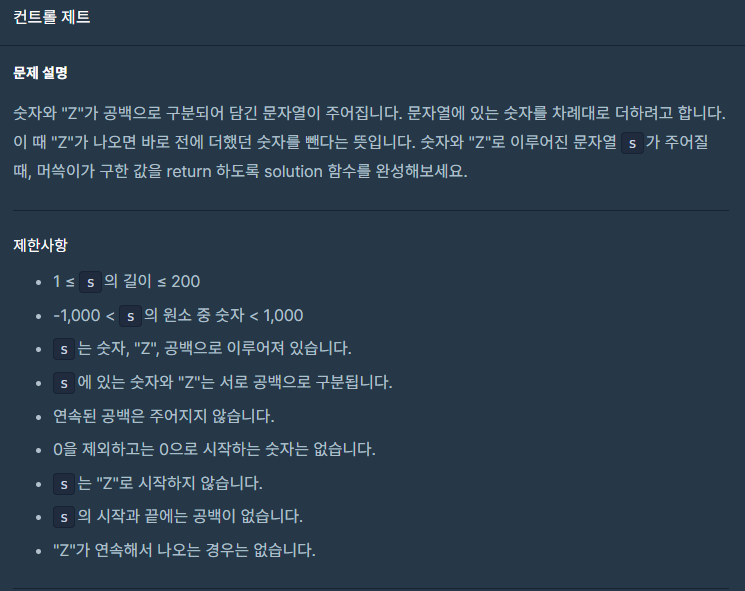 컨트롤 제트
문제 설명
숫자와 "Z"가 공백으로 구분되어 담긴 문자열이 주어집니다. 문자열에 있는 숫자를 차례대로 더하려고 합니다.
이 때 "Z"가 나오면 바로 전에 더했던 숫자를 뺀다는 뜻입니다. 숫자와 "Z"로 이루어진 문자열 s 가 주어질
때, 머쓱이가 구한 값을 return 하도록 solution 함수를 완성해보세요.
제한사항
• 1 ≤ s 의 길이 ≤ 200
• -1,000 < s 의 원소 중 숫자 < 1,000
• s 는 숫자, "Z", 공백으로 이루어져 있습니다.
• s 에 있는 숫자와 "Z"는 서로 공백으로 구분됩니다.
• 연속된 공백은 주어지지 않습니다.
• 0을 제외하고는 0으로 시작하는 숫자는 없습니다.
• s 는 "Z"로 시작하지 않습니다.
• s 의 시작과 끝에는 공백이 없습니다.
• "Z"가 연속해서 나오는 경우는 없습니다.